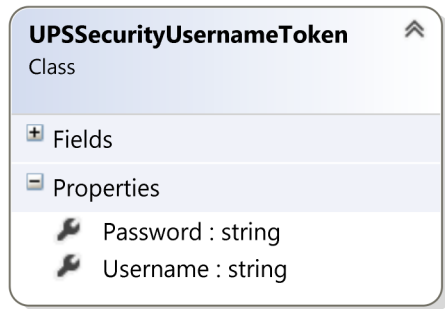 UPSSecurityUsernameToken
Class
Fields
Properties
Password : string
Username : string